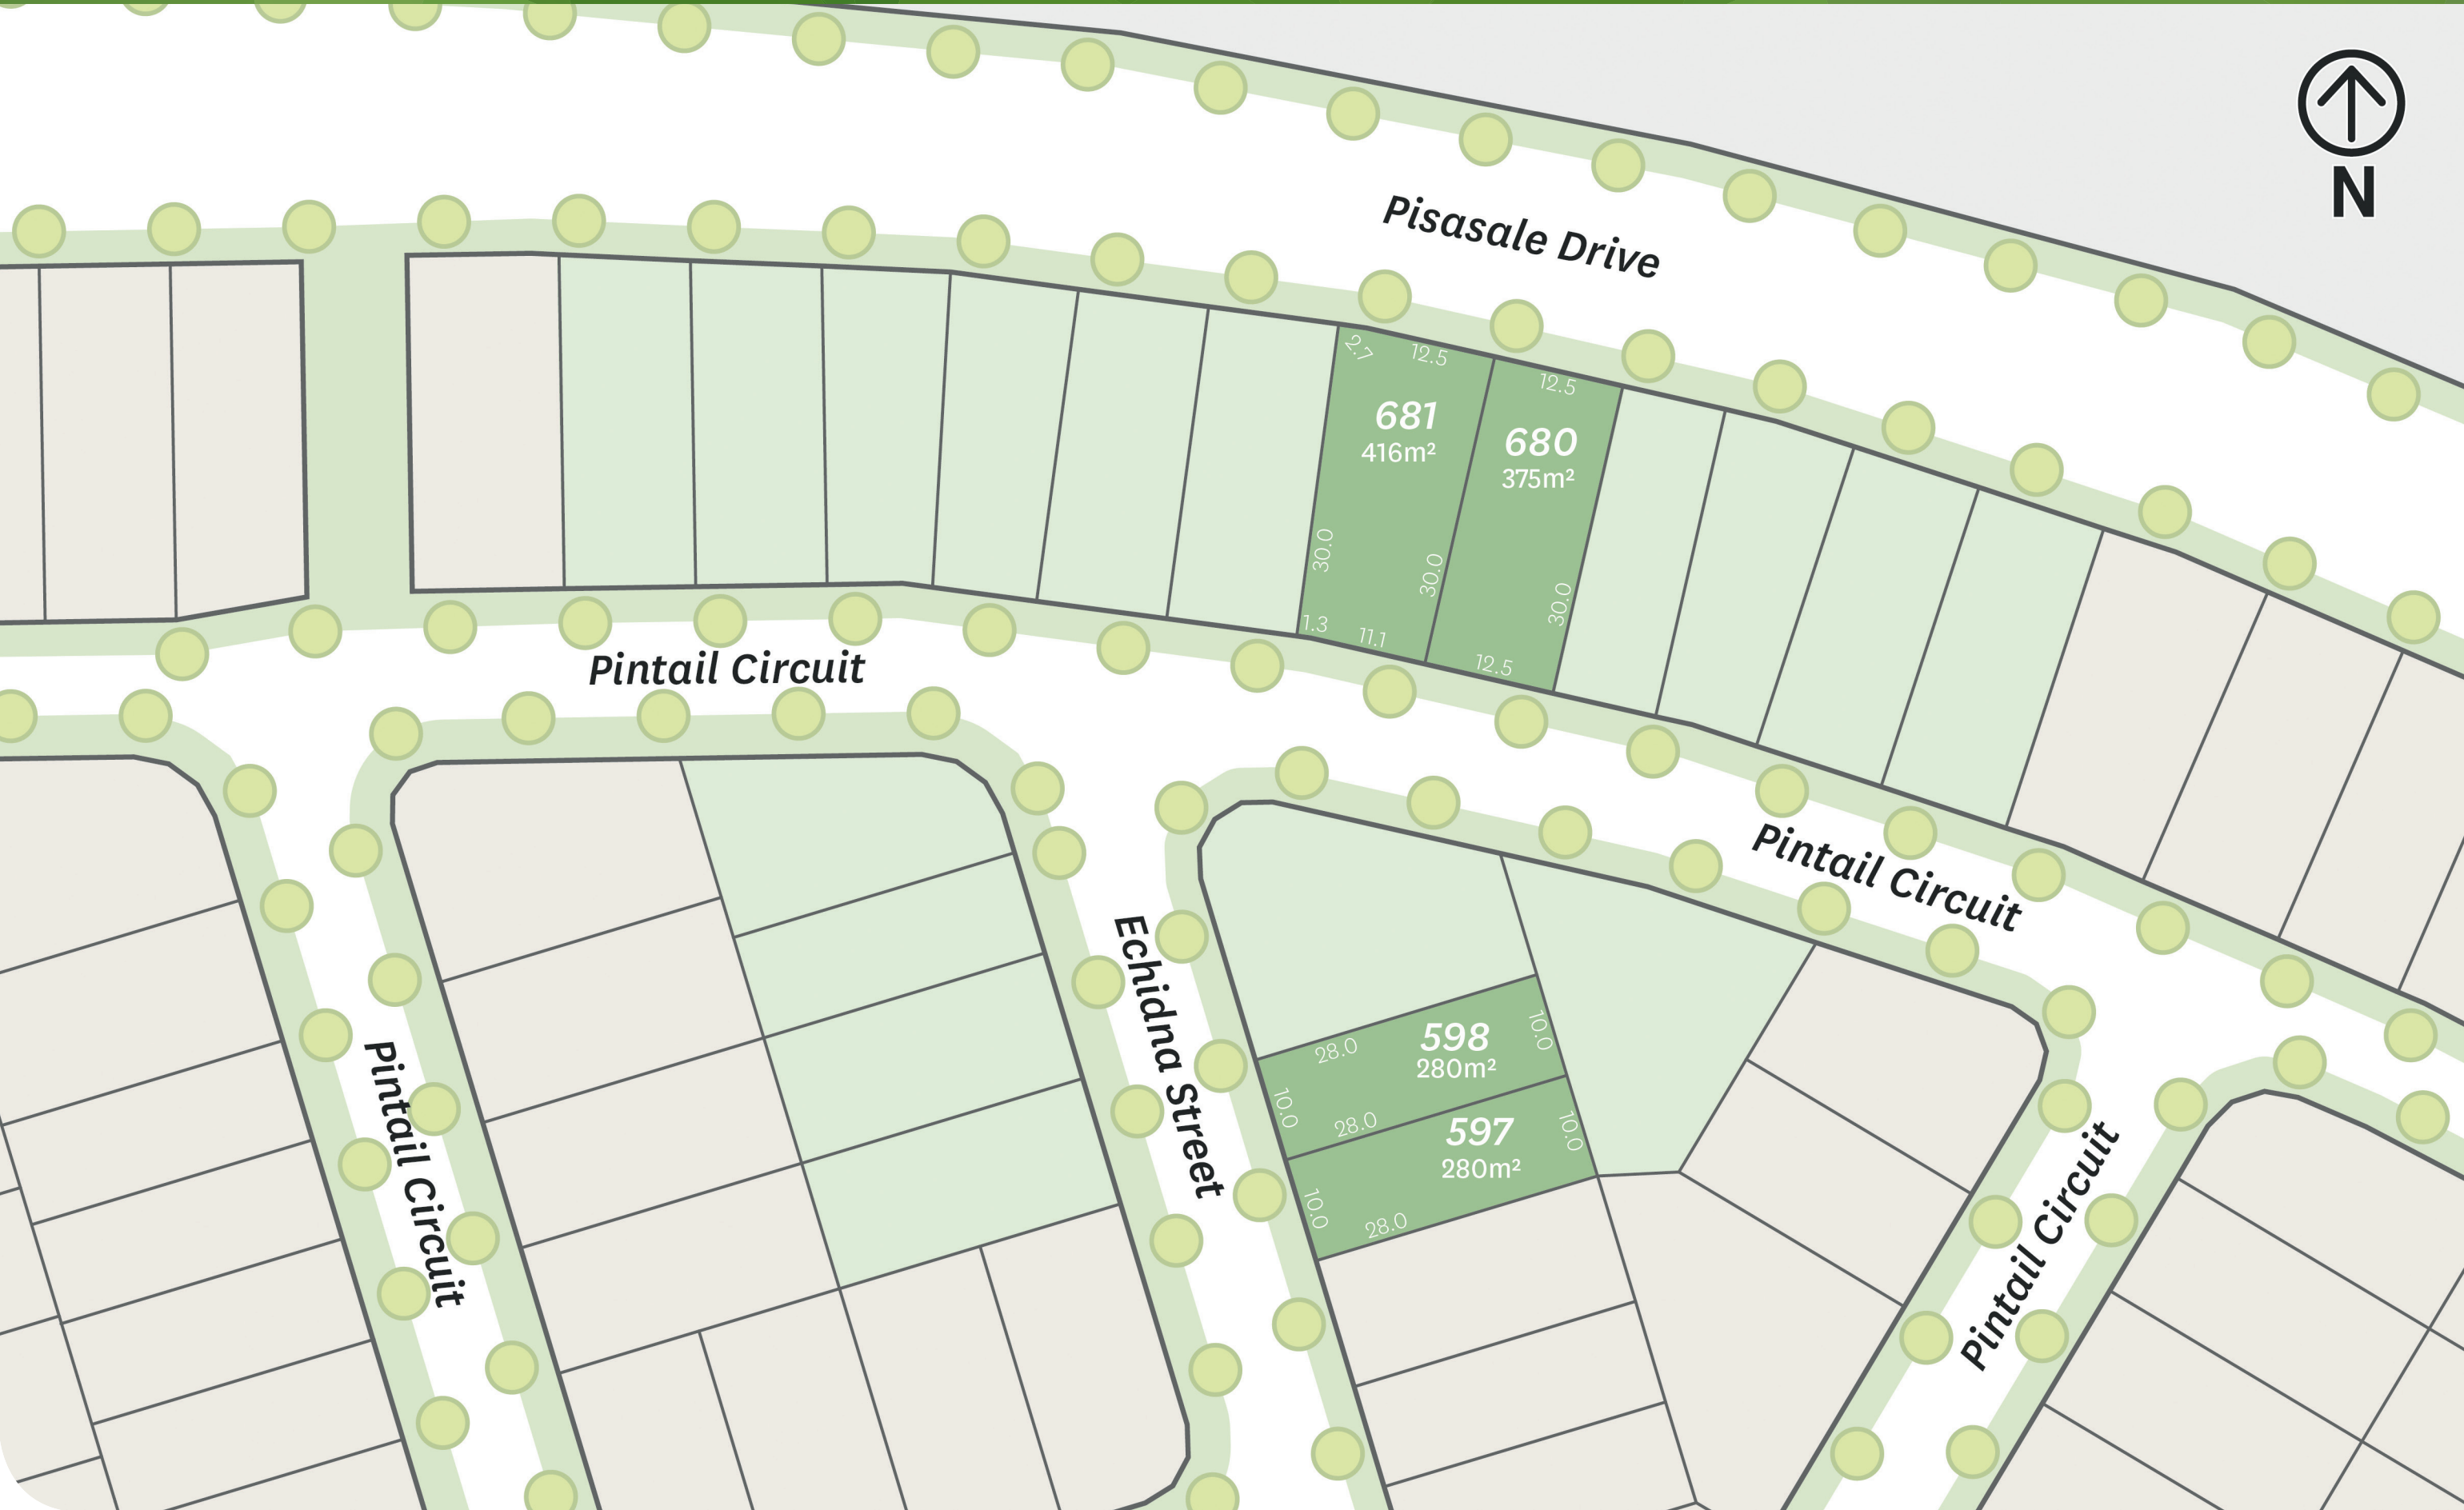 N
Pisasale Drive
2.7
12.5
681
416m²
30.0
30.0
1.3
11.1
12.5
680
375m²
30.0
12.5
Pintail Circuit
Pintail Circuit
Echidna Street
28.0
598
280m²
10.0
10.0
28.0
597
280m²
10.0
10.0
28.0
Pintail Circuit
Pintail Circuit